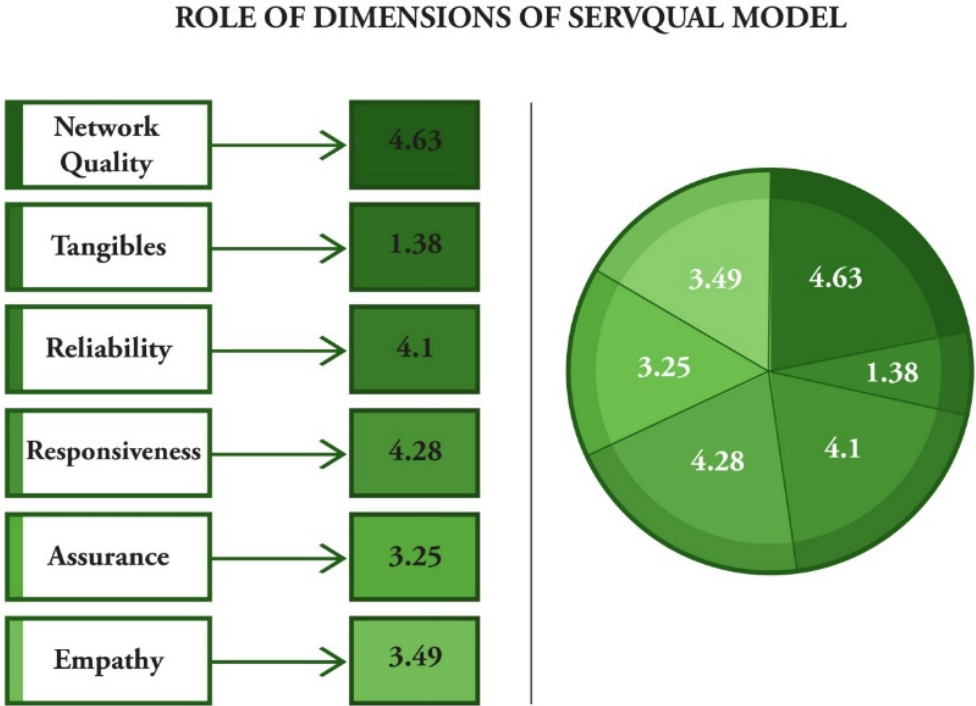 ROLE OF DIMENSIONS OF SERVQUAL MODEL
Network
Quality
4.63
Tangibles
1.38
Reliability
4.1
Responsiveness
4.28
Assurance
3.25
Empathy
3.49
3.49
4.63
3.25
1.38
4.28
4.1